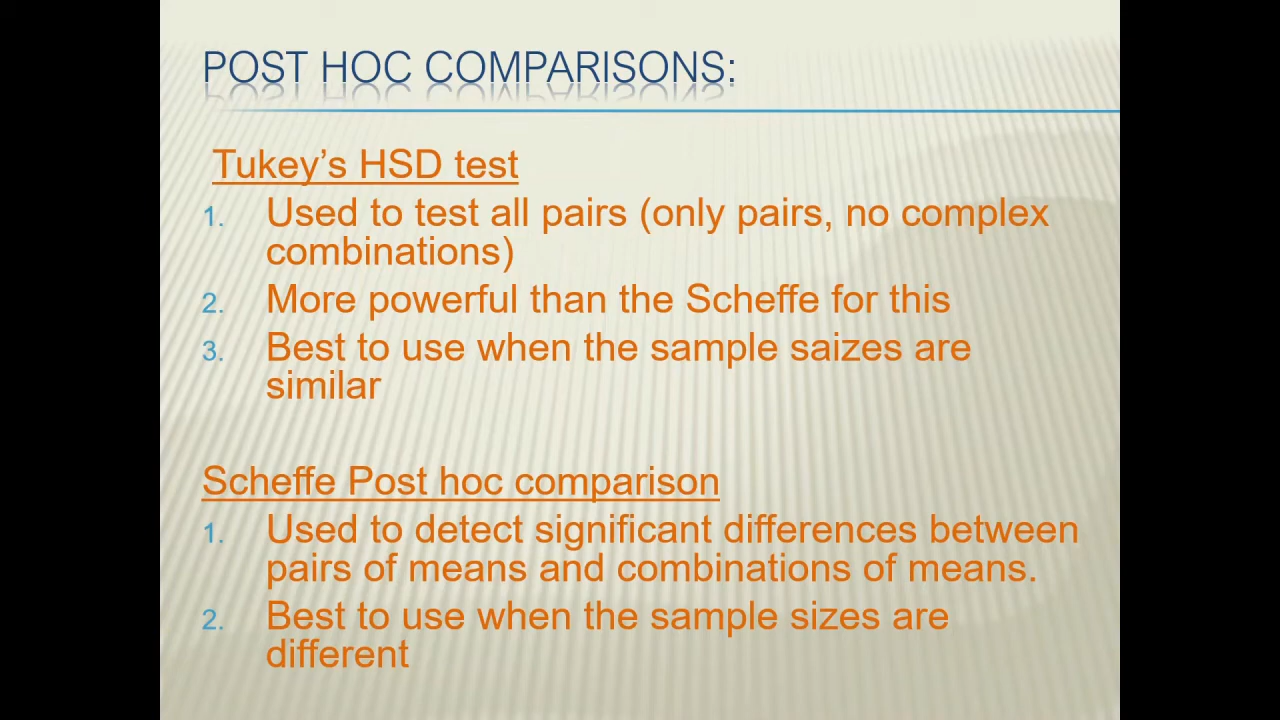 POST HOC COMPARISONS:
Tukey’s HSD test
1. Used to test all pairs (only pairs, no complex
combinations)
2. More powerful than the Scheffe for this
3. Best to use when the sample saizes are
similar
Scheffe Post hoc comparison
1. Used to detect significant differences between
pairs of means and combinations of means.
2. Best to use when the sample sizes are
different